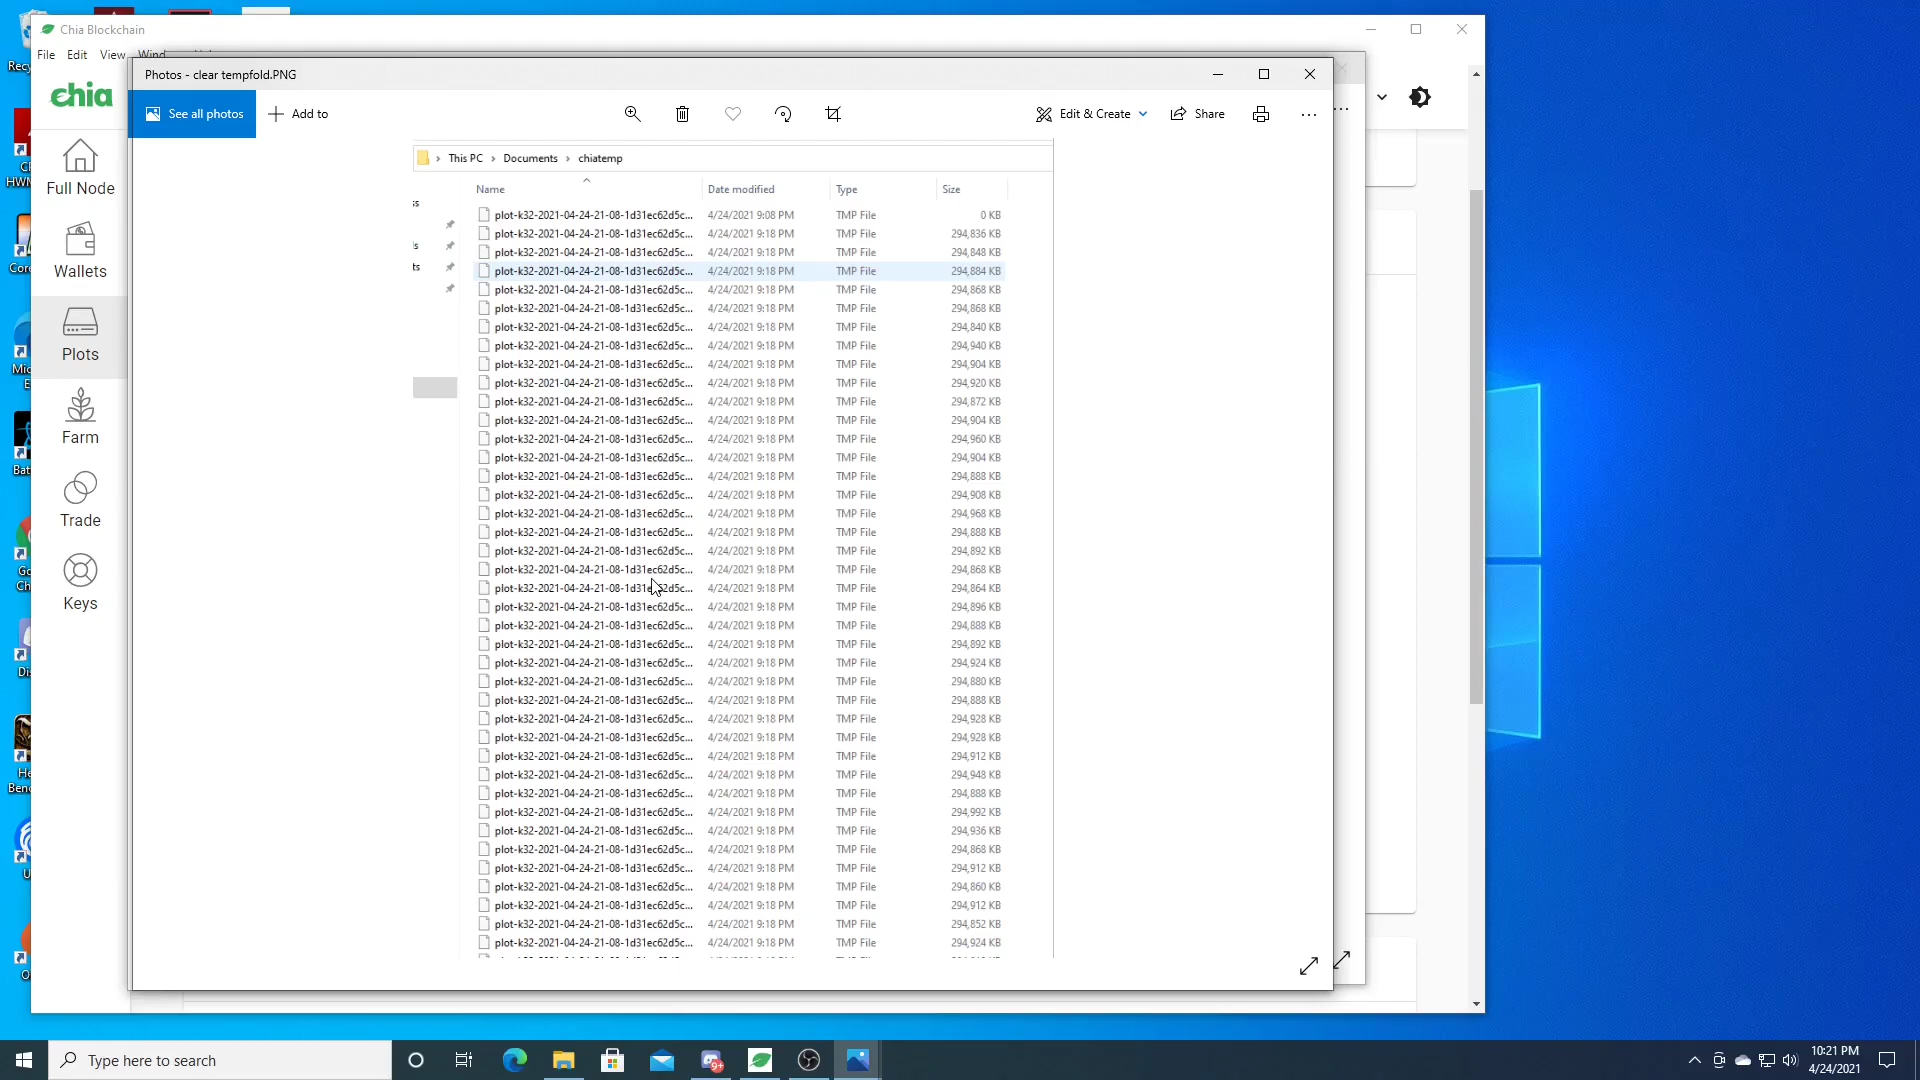 Chia Blockchain
File Edit View Wind
Photos - clear tempfold.PNG
See all photos
Add to
Edit & Create
Share
chia
Full Node
Wallets
Plots
Farm
Trade
Keys
This PC › Documents › chiatemp
Name Date modified Type Size
plot-k32-2021-04-24-21-08-1d31ec62d5c... 4/24/2021 9:08 PM TMP File 0 KB
plot-k32-2021-04-24-21-08-1d31ec62d5c... 4/24/2021 9:18 PM TMP File 294,836 KB
plot-k32-2021-04-24-21-08-1d31ec62d5c... 4/24/2021 9:18 PM TMP File 294,848 KB
plot-k32-2021-04-24-21-08-1d31ec62d5c... 4/24/2021 9:18 PM TMP File 294,884 KB
plot-k32-2021-04-24-21-08-1d31ec62d5c... 4/24/2021 9:18 PM TMP File 294,868 KB
plot-k32-2021-04-24-21-08-1d31ec62d5c... 4/24/2021 9:18 PM TMP File 294,868 KB
plot-k32-2021-04-24-21-08-1d31ec62d5c... 4/24/2021 9:18 PM TMP File 294,840 KB
plot-k32-2021-04-24-21-08-1d31ec62d5c... 4/24/2021 9:18 PM TMP File 294,940 KB
plot-k32-2021-04-24-21-08-1d31ec62d5c... 4/24/2021 9:18 PM TMP File 294,904 KB
plot-k32-2021-04-24-21-08-1d31ec62d5c... 4/24/2021 9:18 PM TMP File 294,920 KB
plot-k32-2021-04-24-21-08-1d31ec62d5c... 4/24/2021 9:18 PM TMP File 294,872 KB
plot-k32-2021-04-24-21-08-1d31ec62d5c... 4/24/2021 9:18 PM TMP File 294,904 KB
plot-k32-2021-04-24-21-08-1d31ec62d5c... 4/24/2021 9:18 PM TMP File 294,960 KB
plot-k32-2021-04-24-21-08-1d31ec62d5c... 4/24/2021 9:18 PM TMP File 294,904 KB
plot-k32-2021-04-24-21-08-1d31ec62d5c... 4/24/2021 9:18 PM TMP File 294,888 KB
plot-k32-2021-04-24-21-08-1d31ec62d5c... 4/24/2021 9:18 PM TMP File 294,908 KB
plot-k32-2021-04-24-21-08-1d31ec62d5c... 4/24/2021 9:18 PM TMP File 294,968 KB
plot-k32-2021-04-24-21-08-1d31ec62d5c... 4/24/2021 9:18 PM TMP File 294,888 KB
plot-k32-2021-04-24-21-08-1d31ec62d5c... 4/24/2021 9:18 PM TMP File 294,892 KB
plot-k32-2021-04-24-21-08-1d31ec62d5c... 4/24/2021 9:18 PM TMP File 294,868 KB
plot-k32-2021-04-24-21-08-1d31ec62d5c... 4/24/2021 9:18 PM TMP File 294,864 KB
plot-k32-2021-04-24-21-08-1d31ec62d5c... 4/24/2021 9:18 PM TMP File 294,896 KB
plot-k32-2021-04-24-21-08-1d31ec62d5c... 4/24/2021 9:18 PM TMP File 294,888 KB
plot-k32-2021-04-24-21-08-1d31ec62d5c... 4/24/2021 9:18 PM TMP File 294,892 KB
plot-k32-2021-04-24-21-08-1d31ec62d5c... 4/24/2021 9:18 PM TMP File 294,924 KB
plot-k32-2021-04-24-21-08-1d31ec62d5c... 4/24/2021 9:18 PM TMP File 294,880 KB
plot-k32-2021-04-24-21-08-1d31ec62d5c... 4/24/2021 9:18 PM TMP File 294,888 KB
plot-k32-2021-04-24-21-08-1d31ec62d5c... 4/24/2021 9:18 PM TMP File 294,928 KB
plot-k32-2021-04-24-21-08-1d31ec62d5c... 4/24/2021 9:18 PM TMP File 294,928 KB
plot-k32-2021-04-24-21-08-1d31ec62d5c... 4/24/2021 9:18 PM TMP File 294,912 KB
plot-k32-2021-04-24-21-08-1d31ec62d5c... 4/24/2021 9:18 PM TMP File 294,948 KB
plot-k32-2021-04-24-21-08-1d31ec62d5c... 4/24/2021 9:18 PM TMP File 294,888 KB
plot-k32-2021-04-24-21-08-1d31ec62d5c... 4/24/2021 9:18 PM TMP File 294,992 KB
plot-k32-2021-04-24-21-08-1d31ec62d5c... 4/24/2021 9:18 PM TMP File 294,936 KB
plot-k32-2021-04-24-21-08-1d31ec62d5c... 4/24/2021 9:18 PM TMP File 294,868 KB
plot-k32-2021-04-24-21-08-1d31ec62d5c... 4/24/2021 9:18 PM TMP File 294,912 KB
plot-k32-2021-04-24-21-08-1d31ec62d5c... 4/24/2021 9:18 PM TMP File 294,860 KB
plot-k32-2021-04-24-21-08-1d31ec62d5c... 4/24/2021 9:18 PM TMP File 294,912 KB
plot-k32-2021-04-24-21-08-1d31ec62d5c... 4/24/2021 9:18 PM TMP File 294,852 KB
plot-k32-2021-04-24-21-08-1d31ec62d5c... 4/24/2021 9:18 PM TMP File 294,924 KB
Type here to search
9+
10:21 PM
4/24/2021